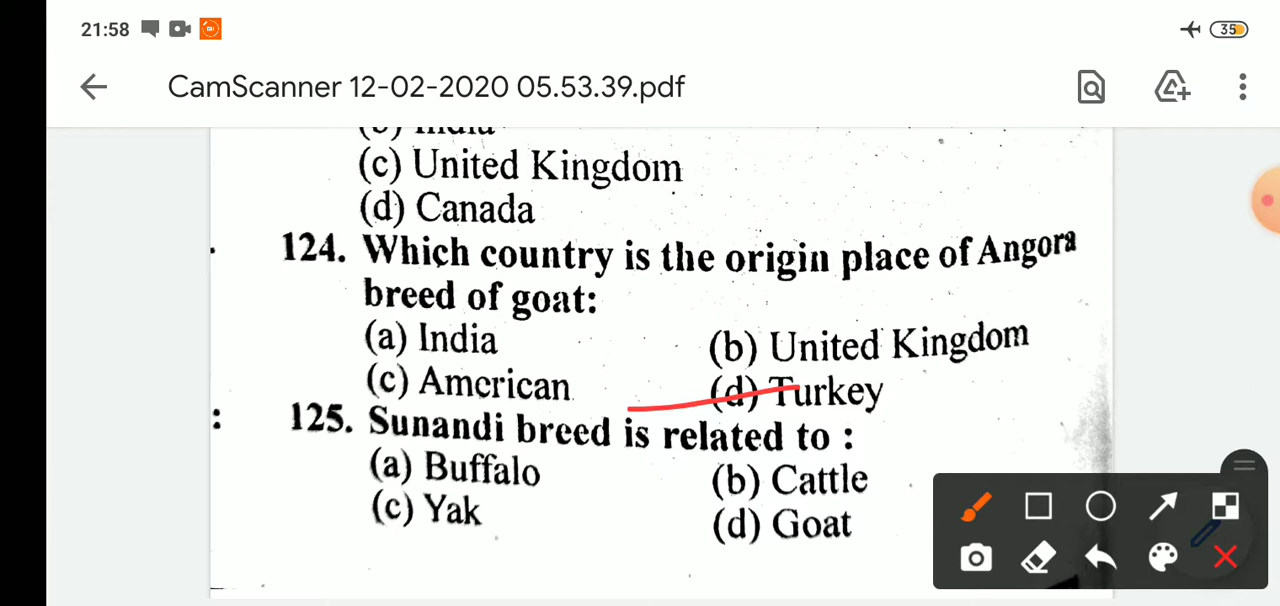 21:58
35
CamScanner 12-02-2020 05.53.39.pdf
(b) India
(c) United Kingdom
(d) Canada
124. Which country is the origin place of Angora
breed of goat:
(a) India (b) United Kingdom
(c) American (d) Turkey
: 125. Sunandi breed is related to :
(a) Buffalo (b) Cattle
(c) Yak (d) Goat